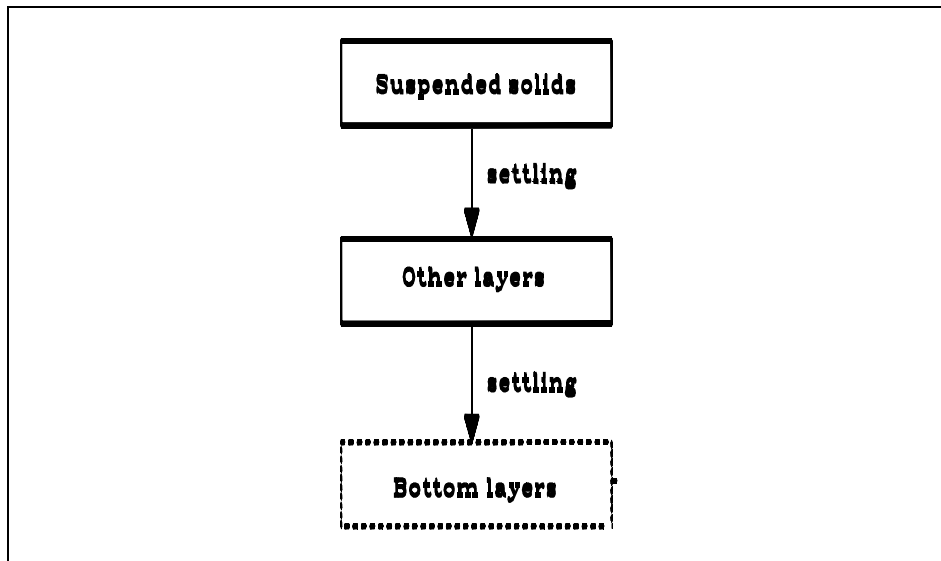 Suspended solids
settling
Other layers
settling
Bottom layers